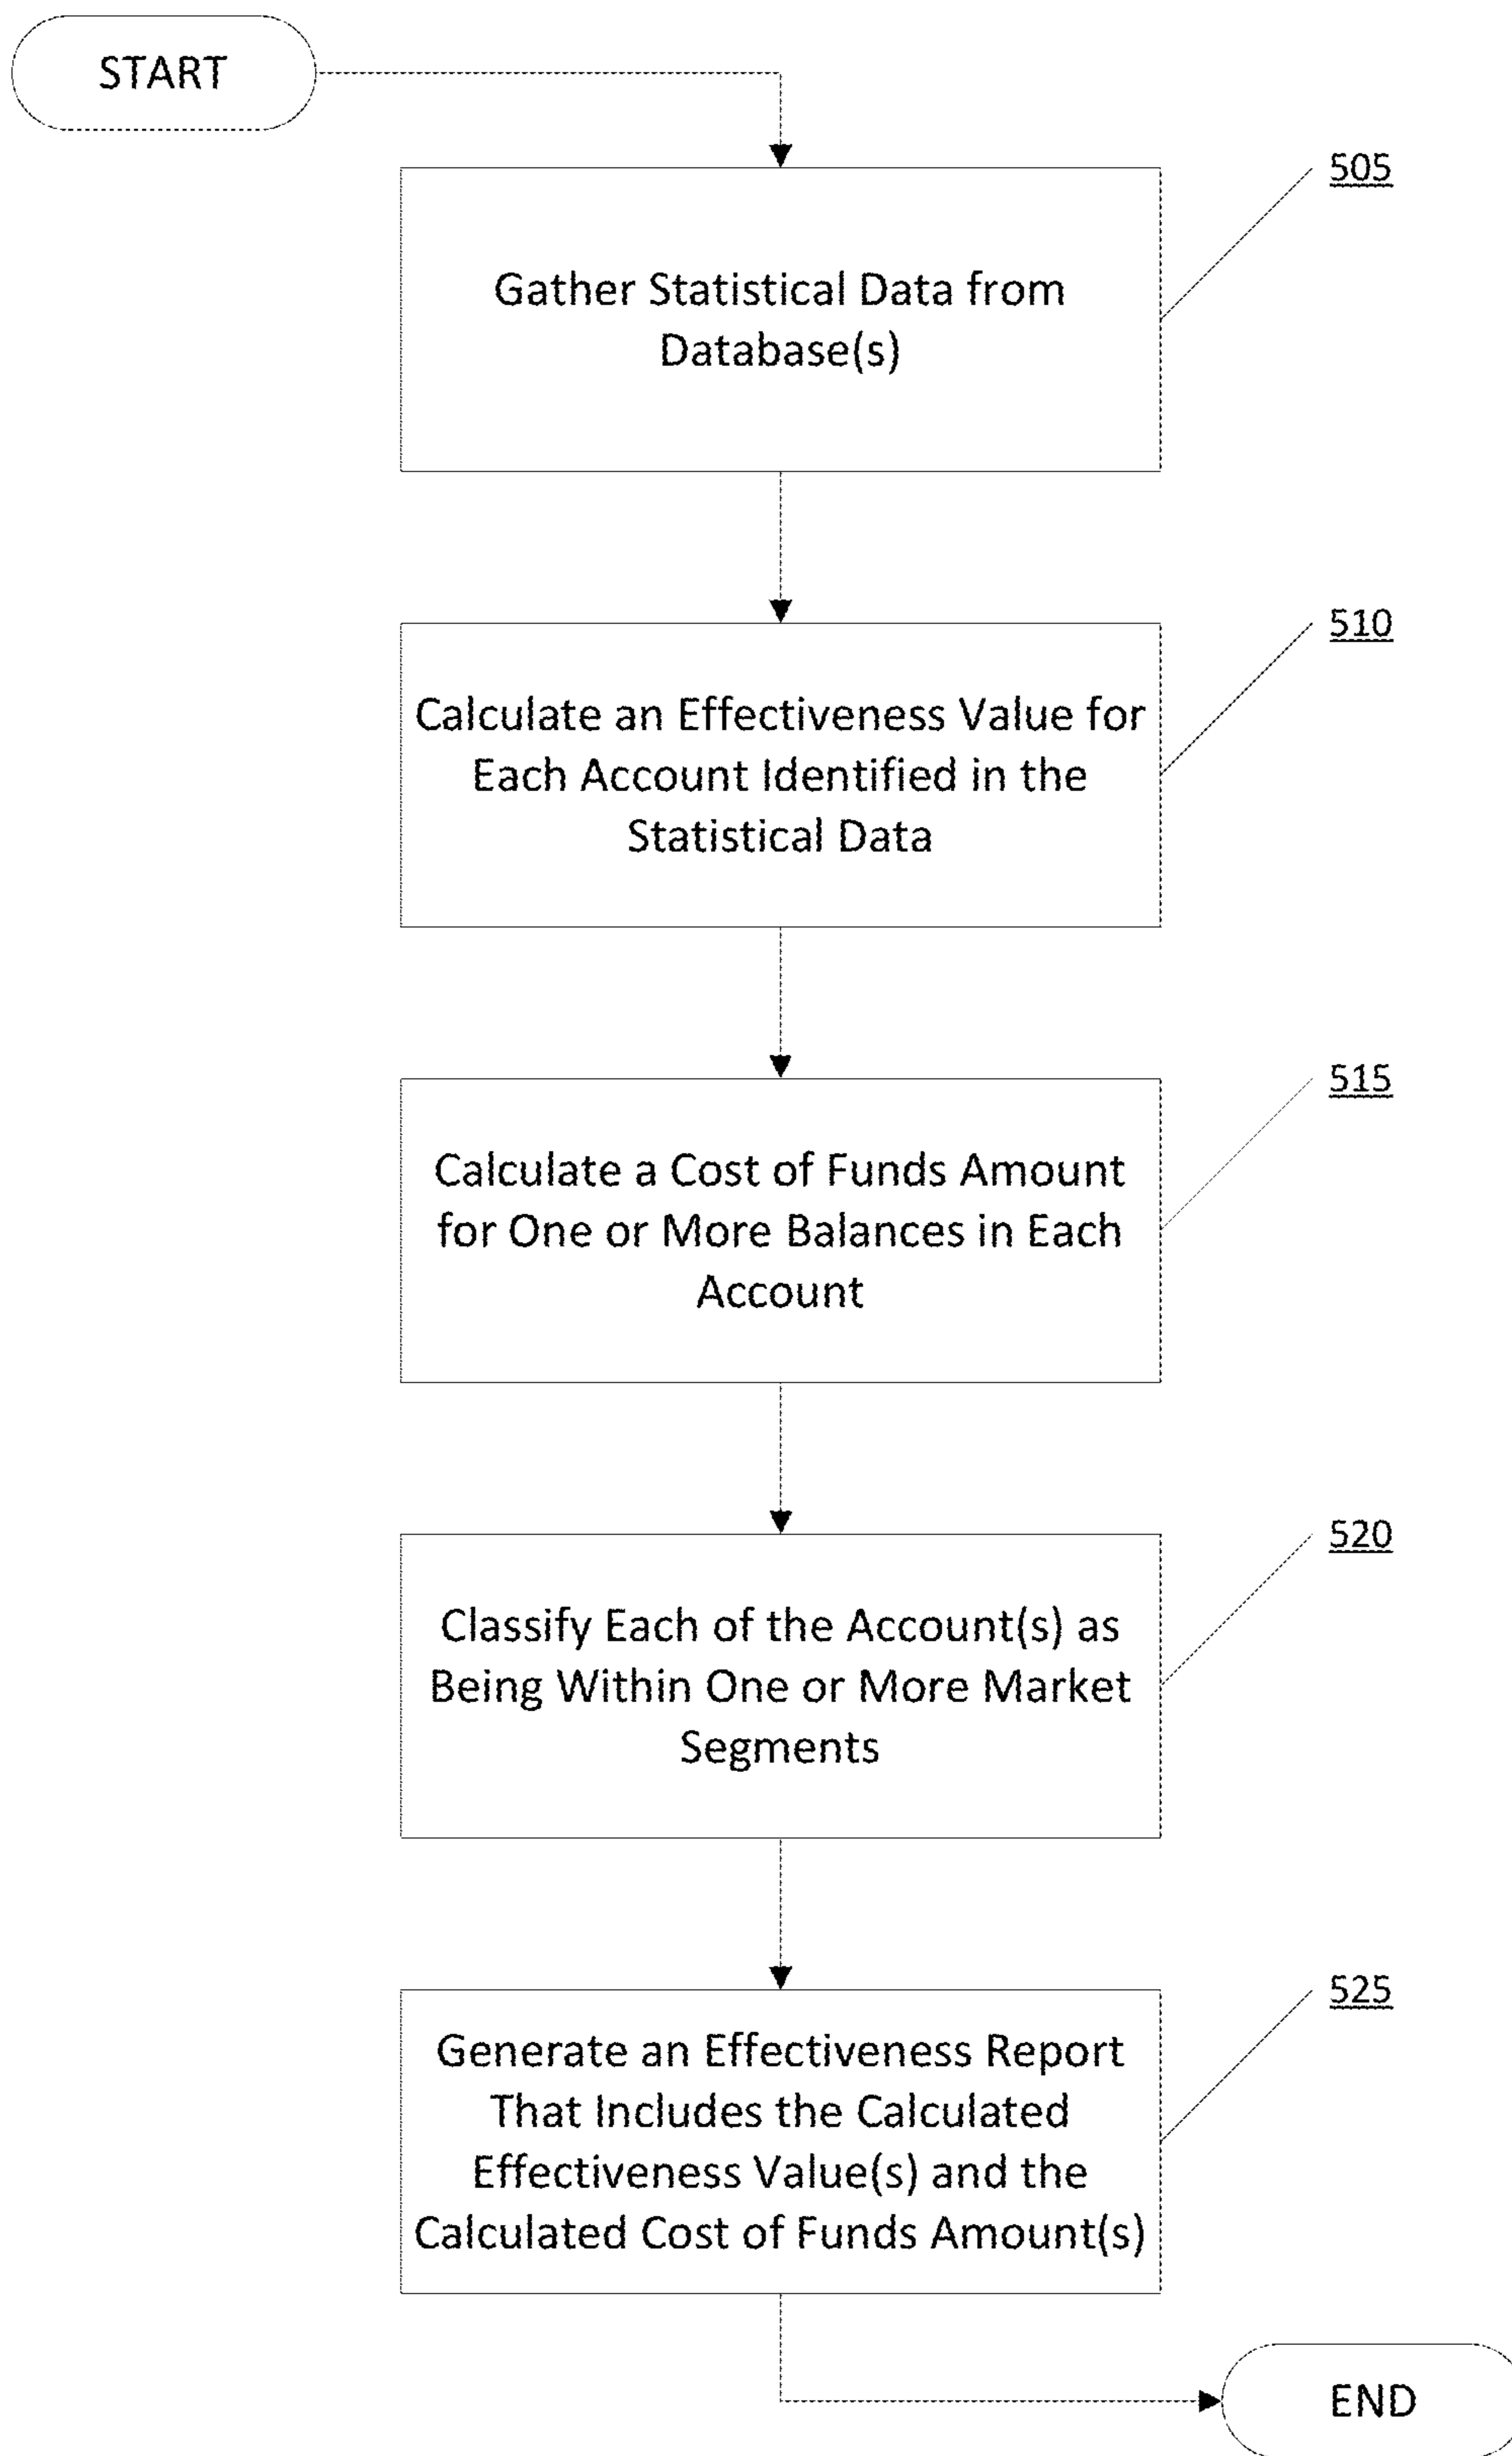 START
505
Gather Statistical Data from
Database(s)
510
Calculate an Effectiveness Value for
Each Account Identified in the
Statistical Data
515
Calculate a Cost of Funds Amount
for One or More Balances in Each
Account
520
Classify Each of the Account(s) as
Being Within One or More Market
Segments
525
Generate an Effectiveness Report
That Includes the Calculated
Effectiveness Value(s) and the
Calculated Cost of Funds Amount(s)
END